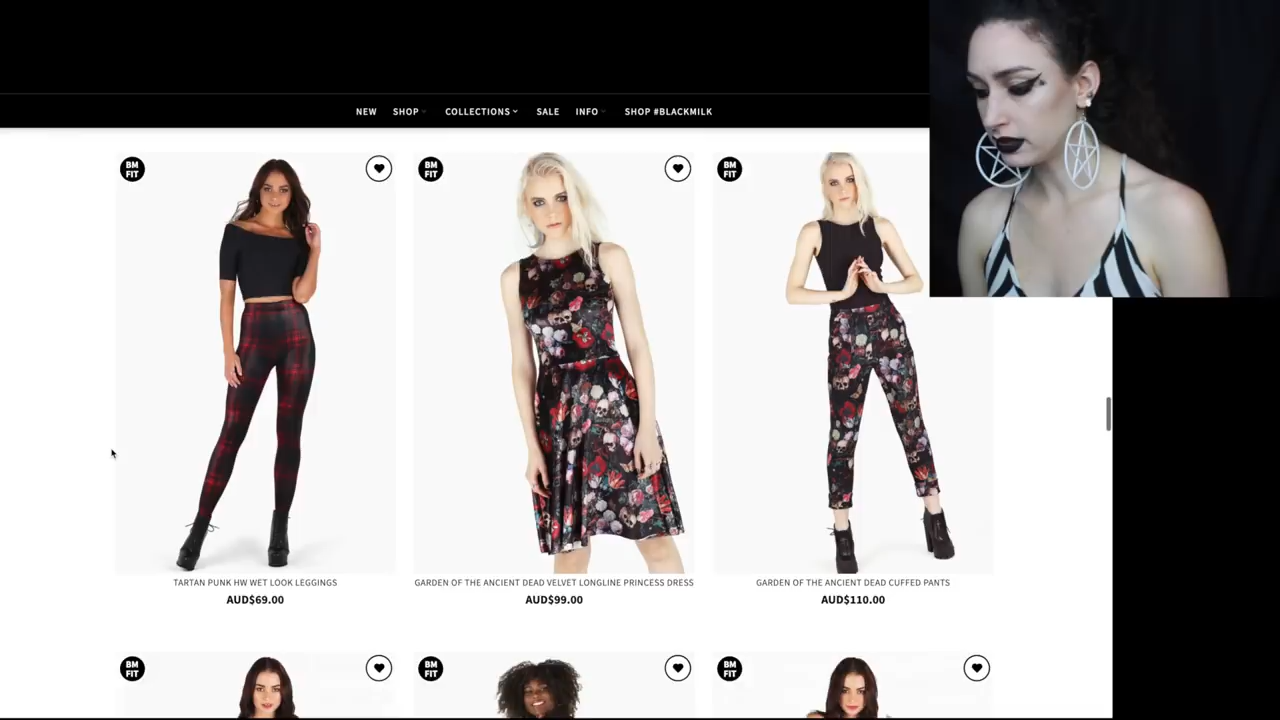 NEW SHOP COLLECTIONS SALE INFO SHOP #BLACKMILK
BM
FIT
BM
FIT
BM
FIT
TARTAN PUNK HW WET LOOK LEGGINGS
AUD$69.00
GARDEN OF THE ANCIENT DEAD VELVET LONGLINE PRINCESS DRESS
AUD$99.00
GARDEN OF THE ANCIENT DEAD CUFFED PANTS
AUD$110.00
BM
FIT
BM
FIT
BM
FIT